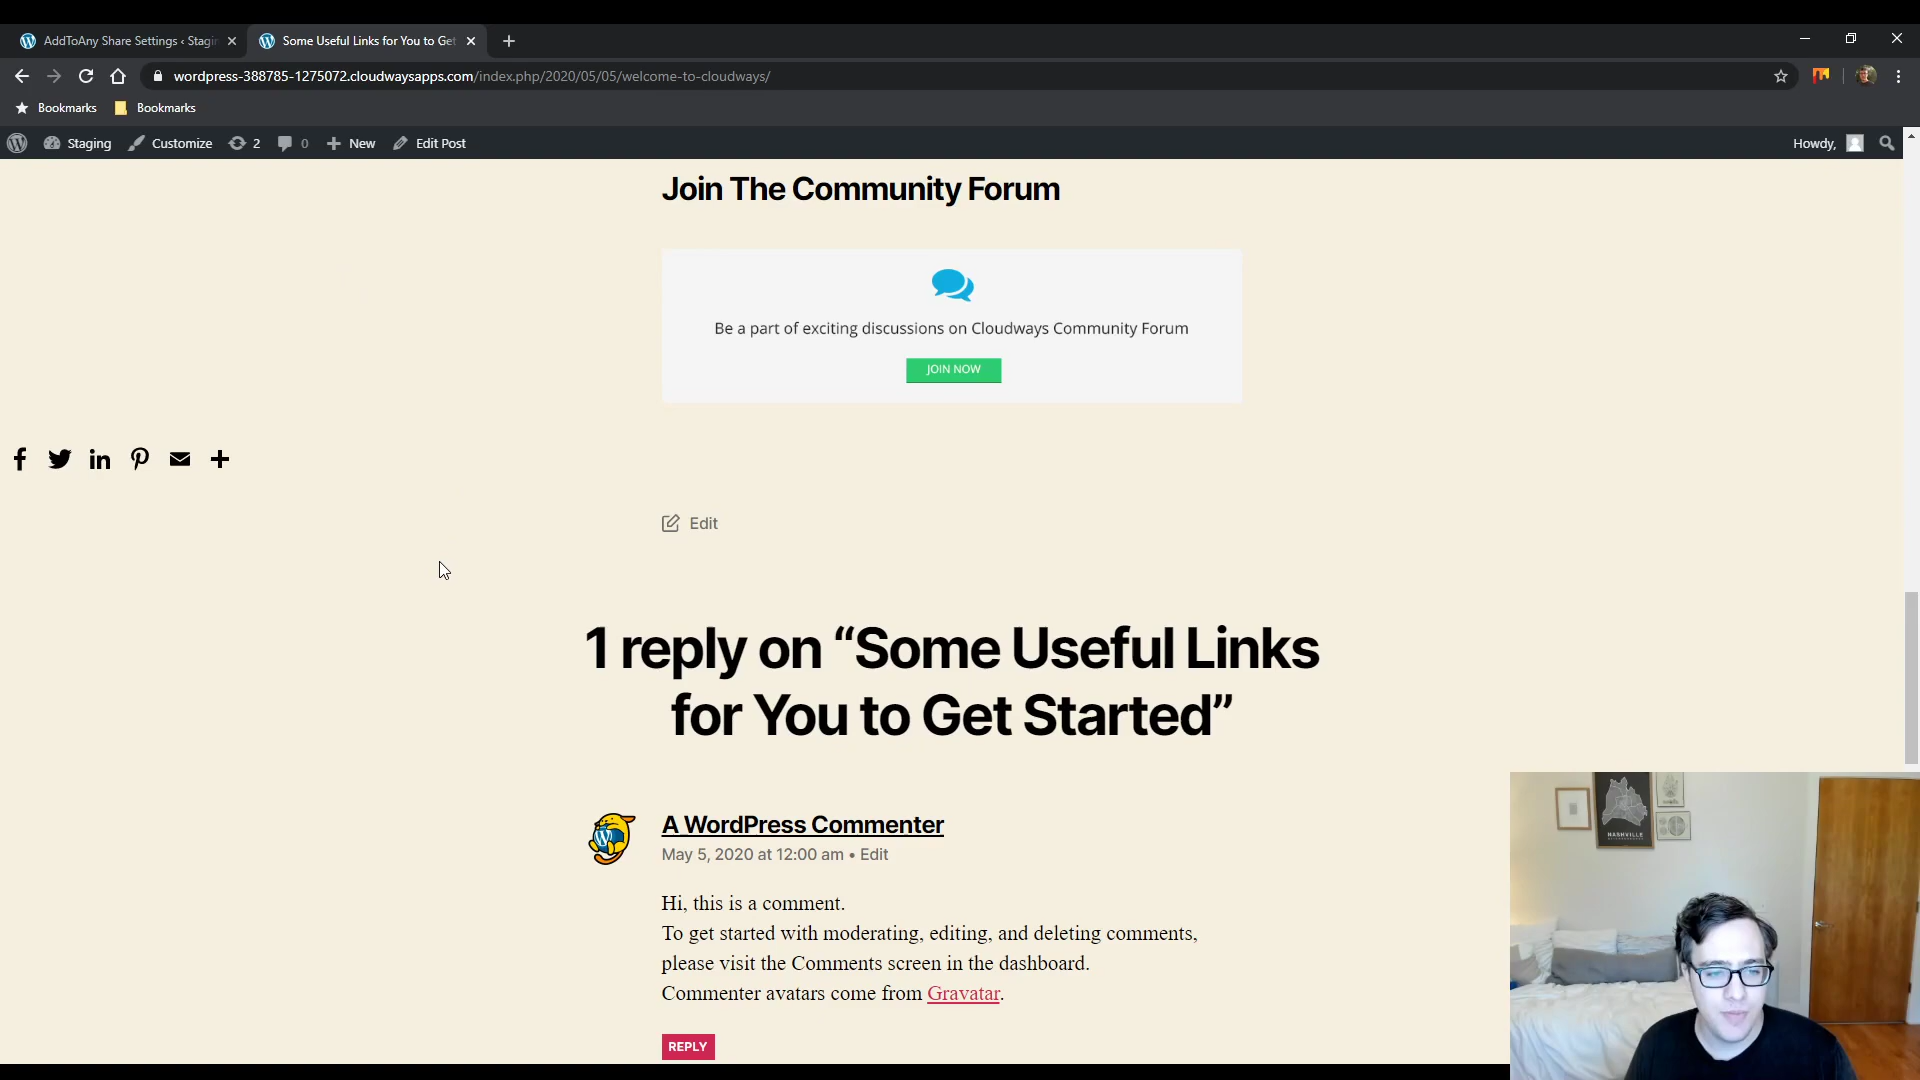 AddToAny Share Settings ‹ Stagin
Some Useful Links for You to Get
wordpress-388785-1275072.cloudwaysapps.com/index.php/2020/05/05/welcome-to-cloudways/
Bookmarks
Bookmarks
Staging
Customize
2
0
New
Edit Post
Howdy,
Join The Community Forum
Be a part of exciting discussions on Cloudways Community Forum
JOIN NOW
Edit
1 reply on “Some Useful Links
for You to Get Started”
A WordPress Commenter
May 5, 2020 at 12:00 am • Edit
Hi, this is a comment.
To get started with moderating, editing, and deleting comments,
please visit the Comments screen in the dashboard.
Commenter avatars come from Gravatar.
REPLY
NASHVILLE